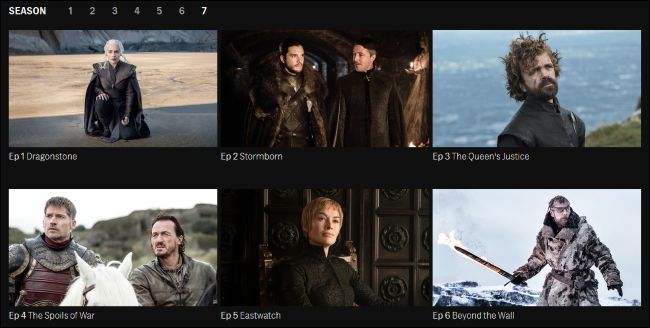 SEASON 1 2 3 4 5 6 7
Ep 1 Dragonstone
Ep 2 Stormborn
Ep 3 The Queen's Justice
Ep 4 The Spoils of War
Ep 5 Eastwatch
Ep 6 Beyond the Wall